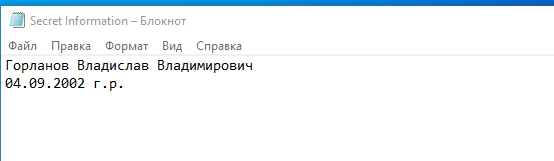 Secret Information – Блокнот
Файл Правка Формат Вид Справка
Горланов Владислав Владимирович
04.09.2002 г.р.